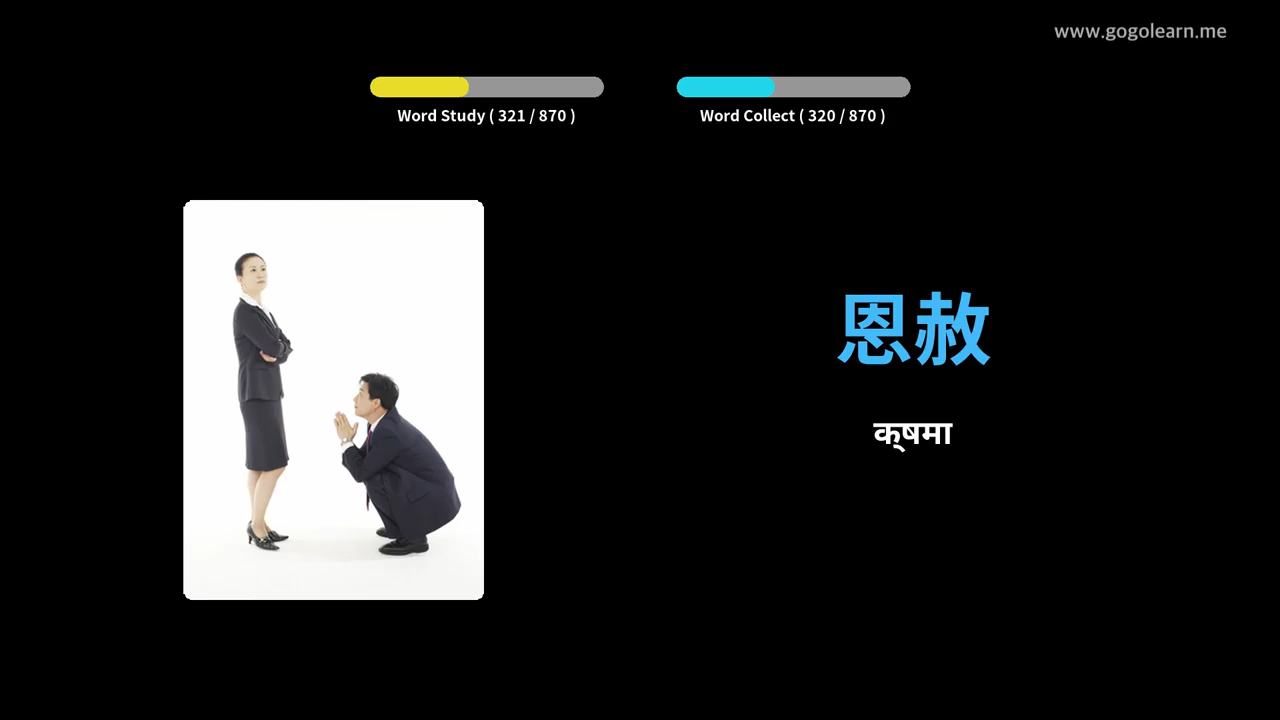 www.gogolearn.me
Word Study ( 321 / 870 )
Word Collect ( 320 / 870 )
恩赦
क्षमा